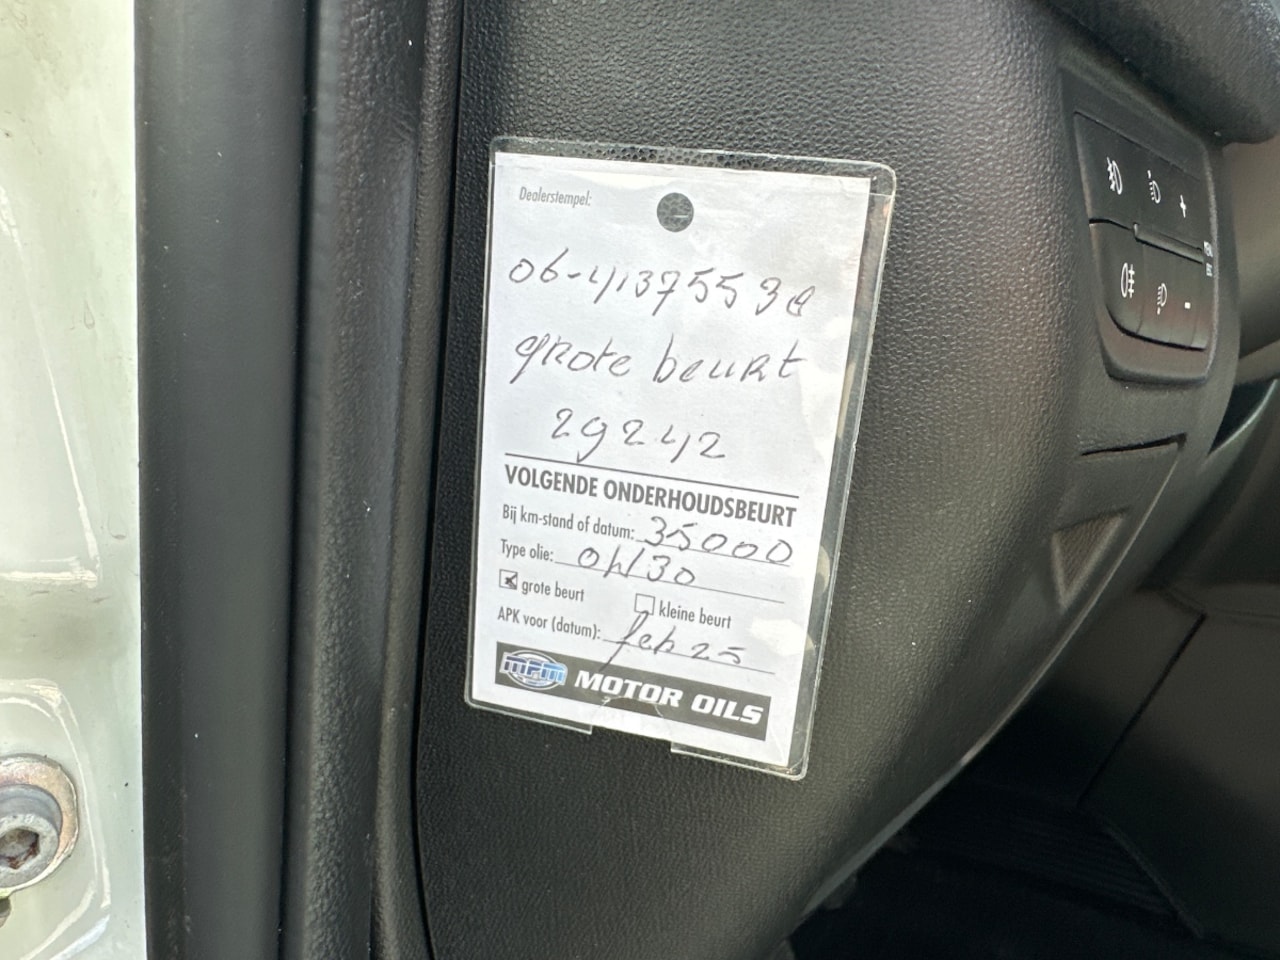 Dealerstempel:
06-41375538
grote beurt
29242
VOLGENDE ONDERHOUDSBEURT
Bij km-stand of datum: 35000
Type olie: 0W30
grote beurt kleine beurt
APK voor (datum): feb 25
MPM MOTOR OILS